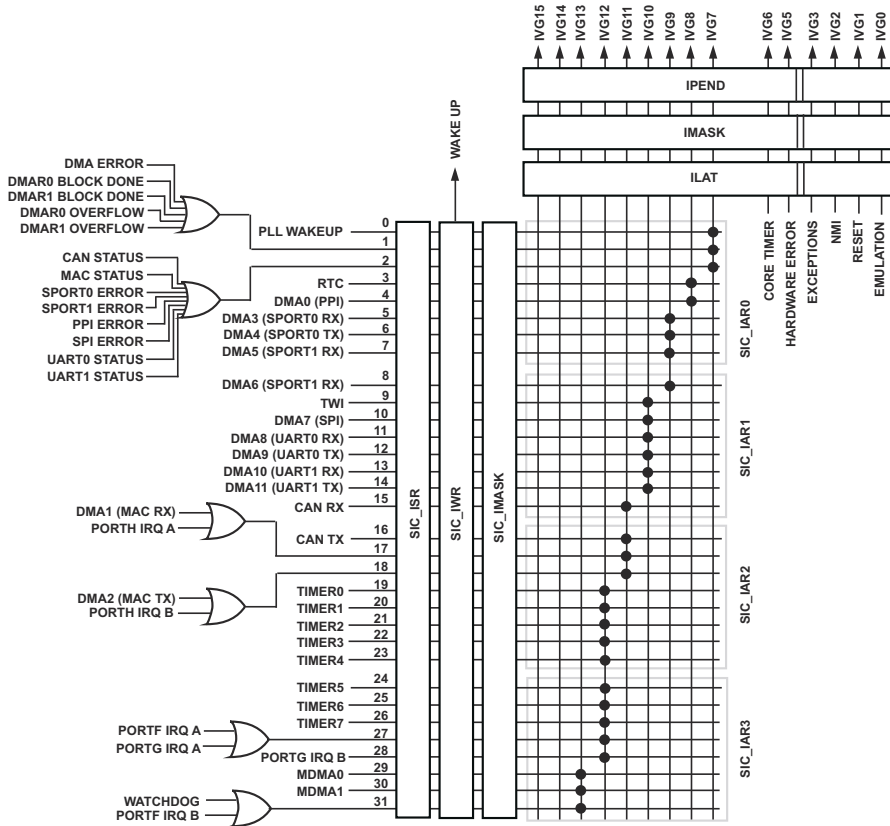 IVG15
IVG14
IVG13
IVG12
IVG11
IVG10
IVG9
IVG8
IVG7
IVG6
IVG5
IVG3
IVG2
IVG1
IVG0
IPEND
IMASK
ILAT
WAKE UP
CORE TIMER
HARDWARE ERROR
EXCEPTIONS
NMI
RESET
EMULATION
DMA ERROR
DMAR0 BLOCK DONE
DMAR1 BLOCK DONE
DMAR0 OVERFLOW
DMAR1 OVERFLOW
CAN STATUS
MAC STATUS
SPORT0 ERROR
SPORT1 ERROR
PPI ERROR
SPI ERROR
UART0 STATUS
UART1 STATUS
PLL WAKEUP 0
1
2
RTC 3
DMA0 (PPI) 4
DMA3 (SPORT0 RX) 5
DMA4 (SPORT0 TX) 6
DMA5 (SPORT1 RX) 7
DMA6 (SPORT1 RX) 8
TWI 9
DMA7 (SPI) 10
DMA8 (UART0 RX) 11
DMA9 (UART0 TX) 12
DMA10 (UART1 RX) 13
DMA11 (UART1 TX) 14
CAN RX 15
DMA1 (MAC RX)
PORTH IRQ A
CAN TX 16
17
18
DMA2 (MAC TX)
PORTH IRQ B
TIMER0 19
TIMER1 20
TIMER2 21
TIMER3 22
TIMER4 23
TIMER5 24
TIMER6 25
TIMER7 26
PORTF IRQ A
PORTG IRQ A
27
PORTG IRQ B 28
MDMA0 29
MDMA1 30
WATCHDOG
PORTF IRQ B
31
SIC_ISR
SIC_IWR
SIC_IMASK
SIC_IAR0
SIC_IAR1
SIC_IAR2
SIC_IAR3